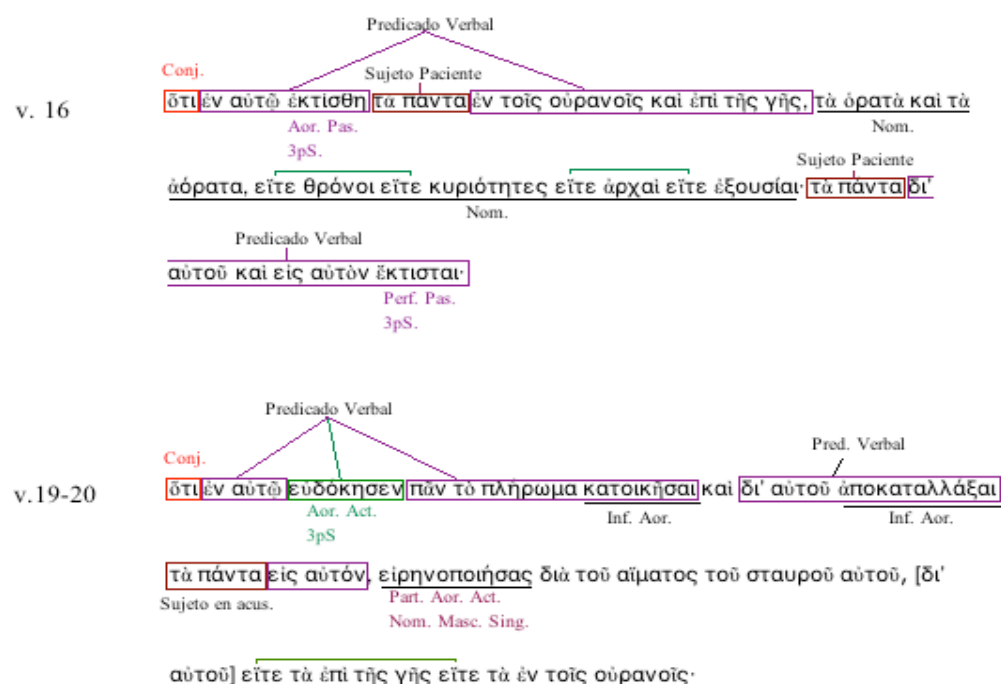 Predicado Verbal
Conj.
Sujeto Paciente
v. 16
ὅτι ἐν αὐτῷ ἐκτίσθη τὰ πάντα ἐν τοῖς οὐρανοῖς καὶ ἐπὶ τῆς γῆς, τὰ ὁρατὰ καὶ τὰ
Aor. Pas.
3pS.
Nom.
Sujeto Paciente
ἀόρατα, εἴτε θρόνοι εἴτε κυριότητες εἴτε ἀρχαὶ εἴτε ἐξουσίαι· τὰ πάντα δι'
Nom.
Predicado Verbal
αὐτοῦ καὶ εἰς αὐτὸν ἔκτισται·
Perf. Pas.
3pS.
Predicado Verbal
Conj.
Pred. Verbal
v.19-20
ὅτι ἐν αὐτῷ εὐδόκησεν πᾶν τὸ πλήρωμα κατοικῆσαι καὶ δι' αὐτοῦ ἀποκαταλλάξαι
Aor. Act.
3pS
Inf. Aor.
Inf. Aor.
τὰ πάντα εἰς αὐτόν, εἰρηνοποιήσας διὰ τοῦ αἵματος τοῦ σταυροῦ αὐτοῦ, [δι'
Sujeto en acus.
Part. Aor. Act.
Nom. Masc. Sing.
αὐτοῦ] εἴτε τὰ ἐπὶ τῆς γῆς εἴτε τὰ ἐν τοῖς οὐρανοῖς·